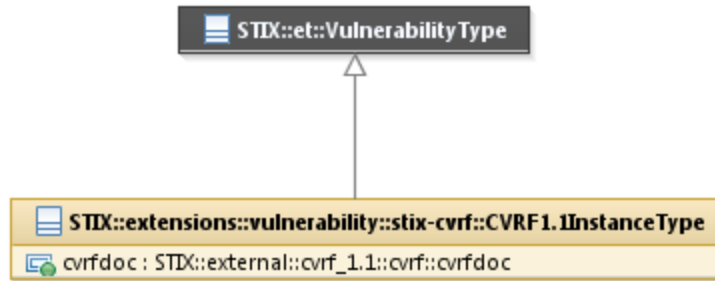 STIX::et::VulnerabilityType
STIX::extensions::vulnerability::stix-cvrf::CVRF1.1InstanceType
cvrfdoc : STIX::external::cvrf_1.1::cvrf::cvrfdoc